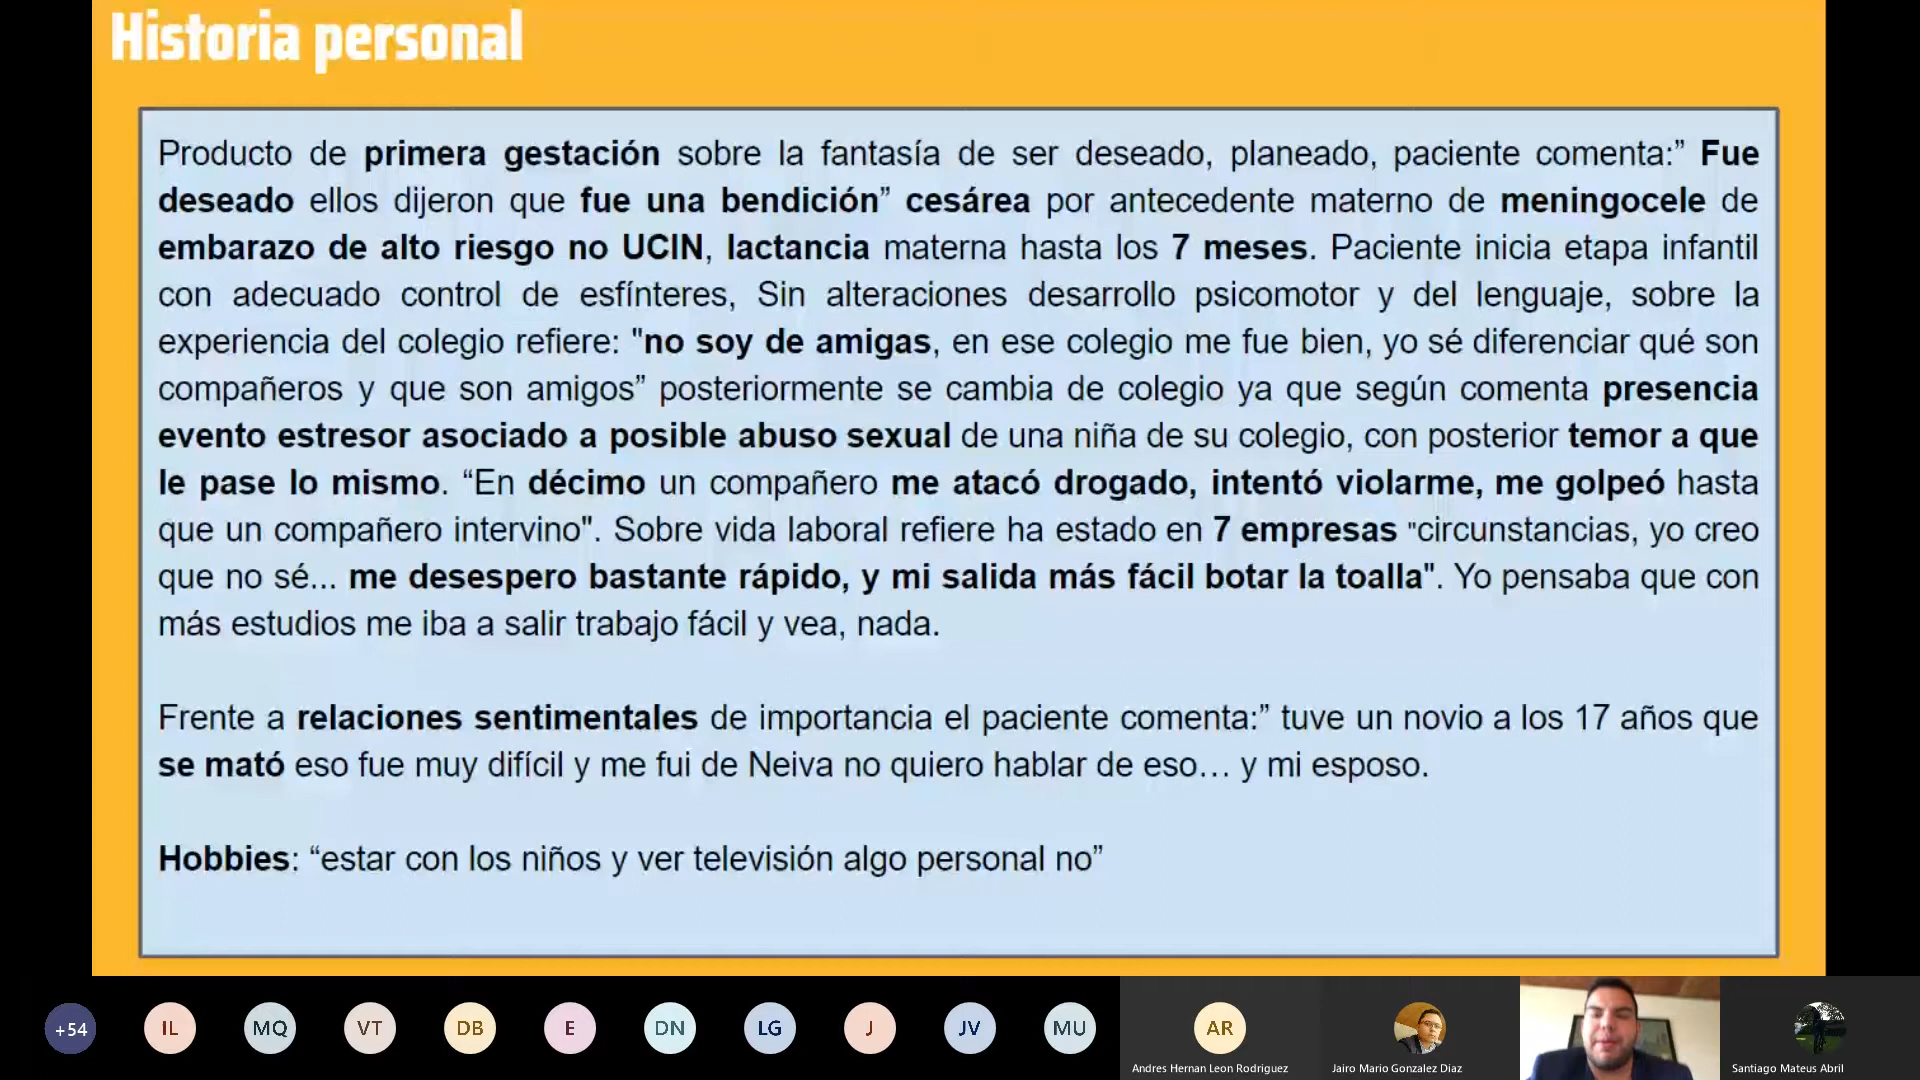 Historia personal
Producto de primera gestación sobre la fantasía de ser deseado, planeado, paciente comenta:” Fue
deseado ellos dijeron que fue una bendición” cesárea por antecedente materno de meningocele de
embarazo de alto riesgo no UCIN, lactancia materna hasta los 7 meses. Paciente inicia etapa infantil
con adecuado control de esfínteres, Sin alteraciones desarrollo psicomotor y del lenguaje, sobre la
experiencia del colegio refiere: "no soy de amigas, en ese colegio me fue bien, yo sé diferenciar qué son
compañeros y que son amigos” posteriormente se cambia de colegio ya que según comenta presencia
evento estresor asociado a posible abuso sexual de una niña de su colegio, con posterior temor a que
le pase lo mismo. “En décimo un compañero me atacó drogado, intentó violarme, me golpeó hasta
que un compañero intervino". Sobre vida laboral refiere ha estado en 7 empresas "circunstancias, yo creo
que no sé... me desespero bastante rápido, y mi salida más fácil botar la toalla". Yo pensaba que con
más estudios me iba a salir trabajo fácil y vea, nada.
Frente a relaciones sentimentales de importancia el paciente comenta:” tuve un novio a los 17 años que
se mató eso fue muy difícil y me fui de Neiva no quiero hablar de eso… y mi esposo.
Hobbies: “estar con los niños y ver televisión algo personal no”
+54
IL
MQ
VT
DB
E
DN
LG
J
JV
MU
AR
Andres Hernan Leon Rodriguez
Jairo Mario Gonzalez Diaz
Santiago Mateus Abril